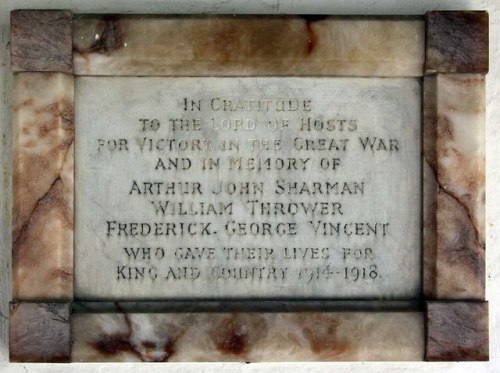 In Gratitude
to the Lord of Hosts
for Victory in the Great War
and in memory of
Arthur John Sharman
William Thrower
Frederick. George Vincent
who gave their lives for
King and Country 1914-1918.